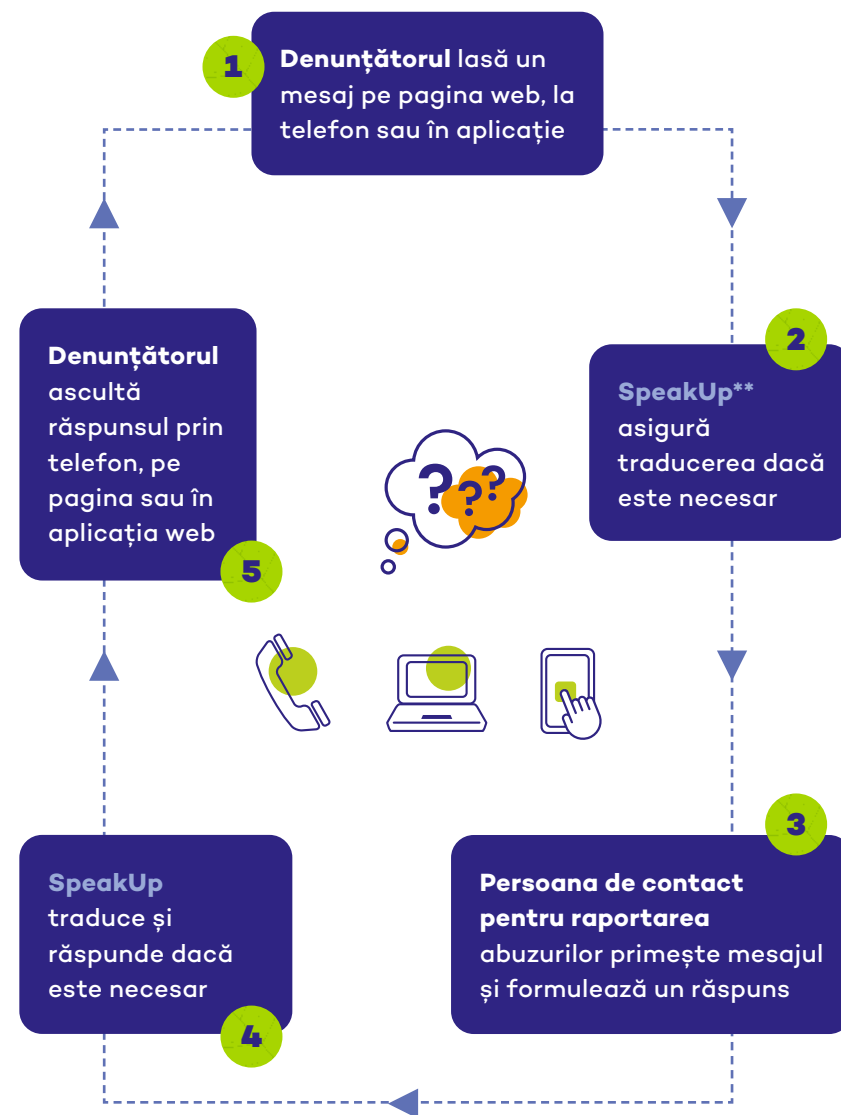 1
Denunțătorul lasă un
mesaj pe pagina web, la
telefon sau în aplicație
2
SpeakUp**
asigură
traducerea dacă
este necesar
3
Persoana de contact
pentru raportarea
abuzurilor primește mesajul
și formulează un răspuns
SpeakUp
traduce și
răspunde dacă
este necesar
4
Denunțătorul
ascultă
răspunsul prin
telefon, pe
pagina sau în
aplicația web
5
? ? ?